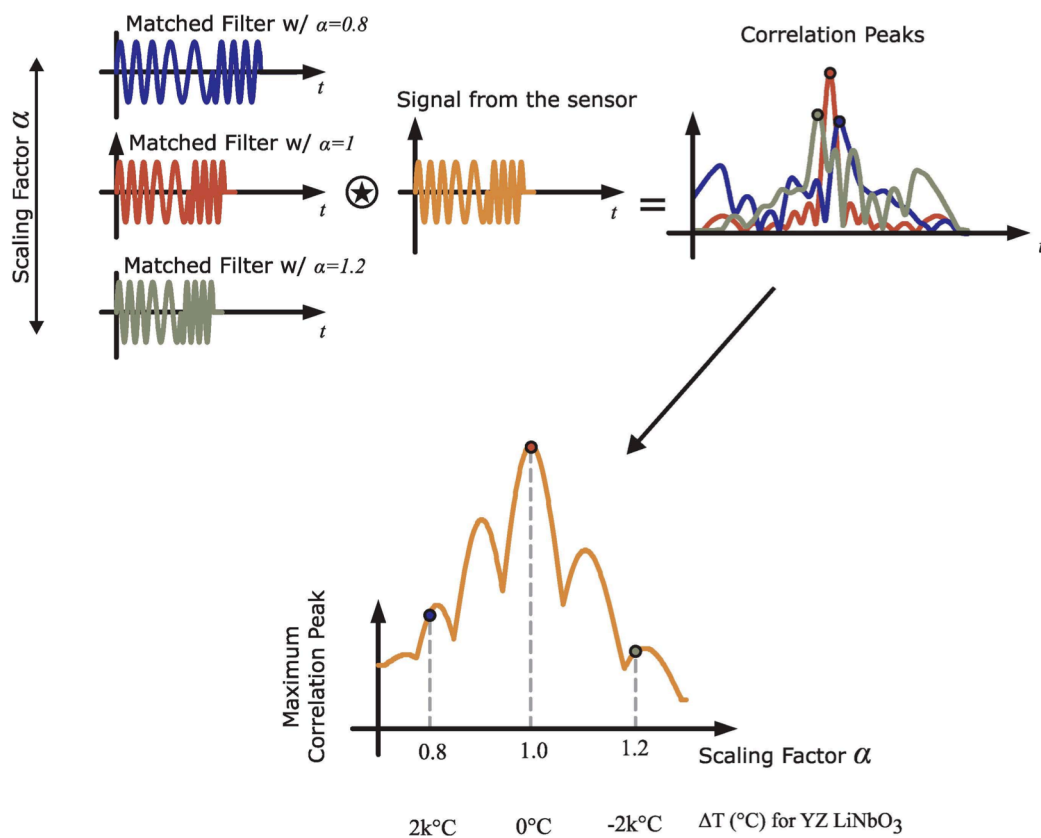 Matched Filter w/ α=0.8
t
Scaling Factor α
Matched Filter w/ α=1
t
Matched Filter w/ α=1.2
t
Signal from the sensor
t
=
Correlation Peaks
t
Maximum
Correlation Peak
0.8 1.0 1.2
Scaling Factor α
2k°C 0°C -2k°C ΔT (°C) for YZ LiNbO₃